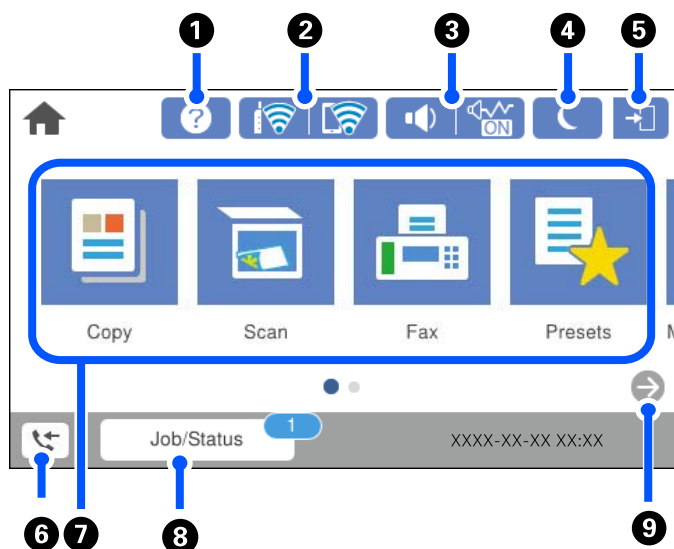 1 2 3 4 5
?
ON
Copy Scan Fax Presets M
1
Job/Status
XXXX-XX-XX XX:XX
6 7 8 9